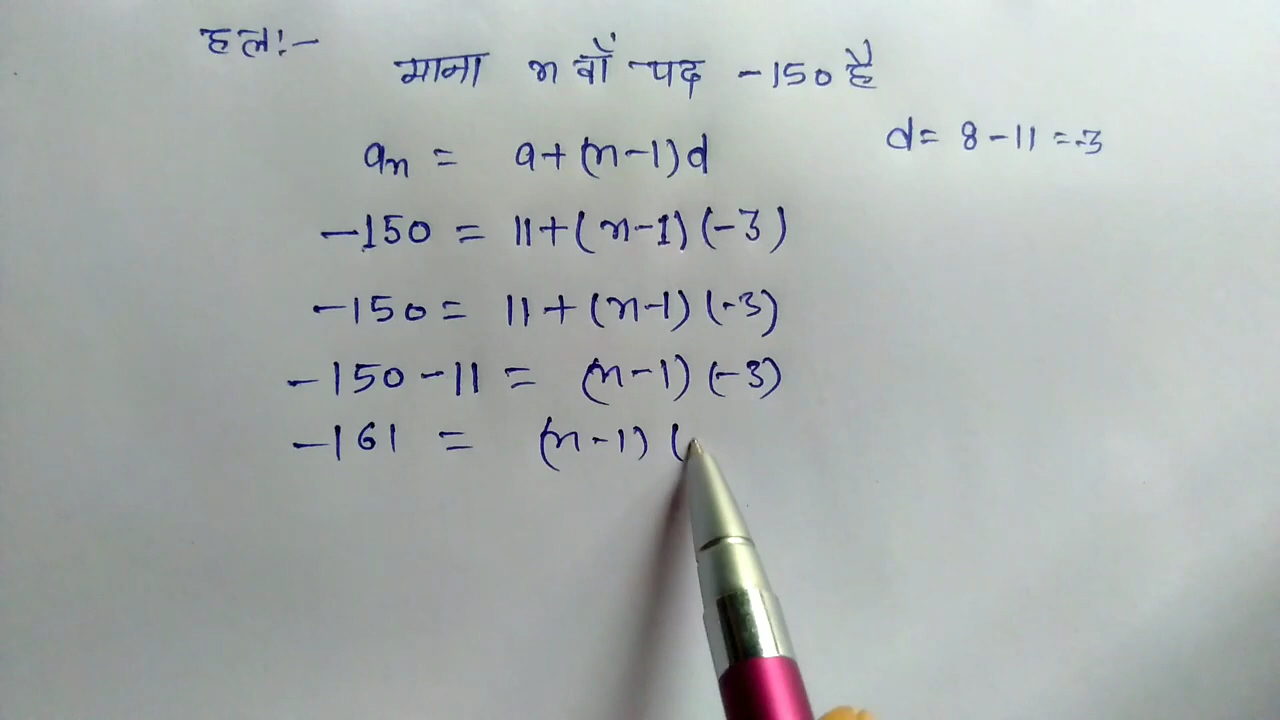 हल:-
माना n वाँ पद -150 है
d = 8 - 11 = -3
an = a + (n-1)d
-150 = 11 + (n-1) (-3)
-150 = 11 + (n-1) (-3)
-150 - 11 = (n-1) (-3)
-161 = (n-1) (